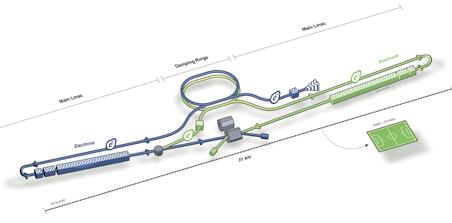 Main Linac
Damping Rings
Main Linac
Positrons
e⁻
e⁺
Electrons
e⁻
e⁺
31 km